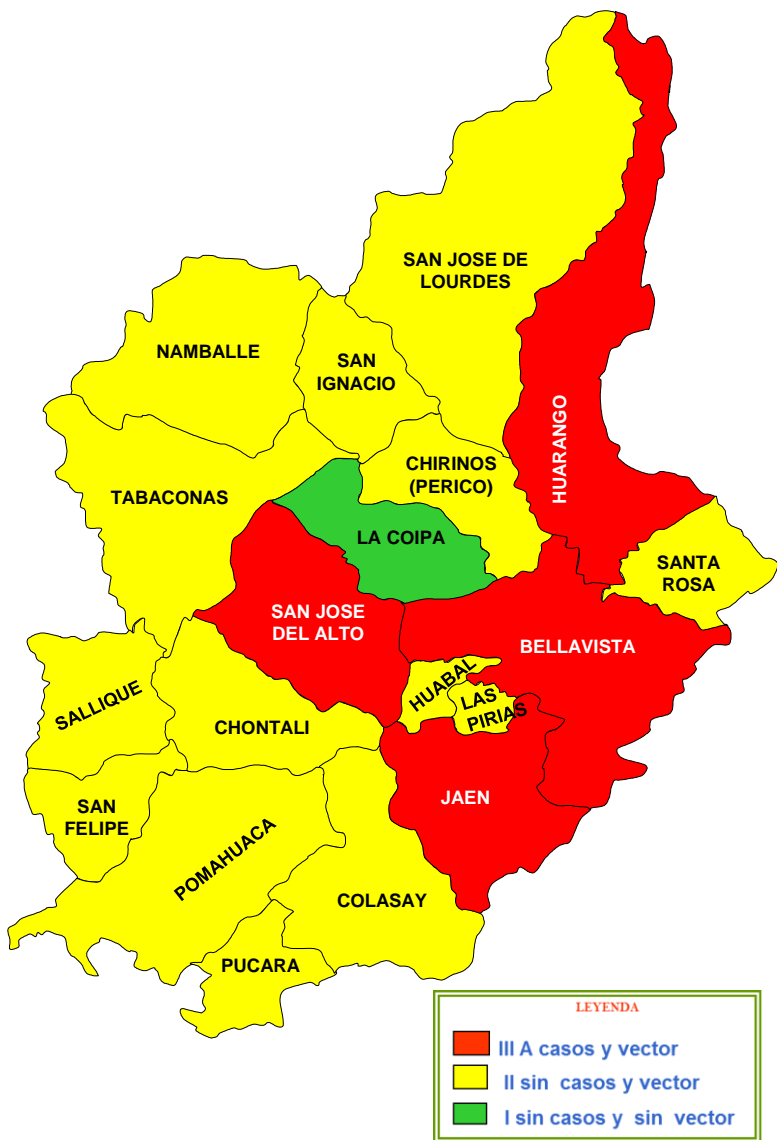 SAN JOSE DE
LOURDES
NAMBALLE
SAN
IGNACIO
HUARANGO
CHIRINOS
(PERICO)
TABACONAS
LA COIPA
SANTA
ROSA
SAN JOSE
DEL ALTO
BELLAVISTA
HUABAL
LAS
PIRIAS
SALLIQUE
CHONTALI
JAEN
SAN
FELIPE
POMAHUACA
COLASAY
PUCARA
LEYENDA
III A casos y vector
II sin casos y vector
I sin casos y sin vector